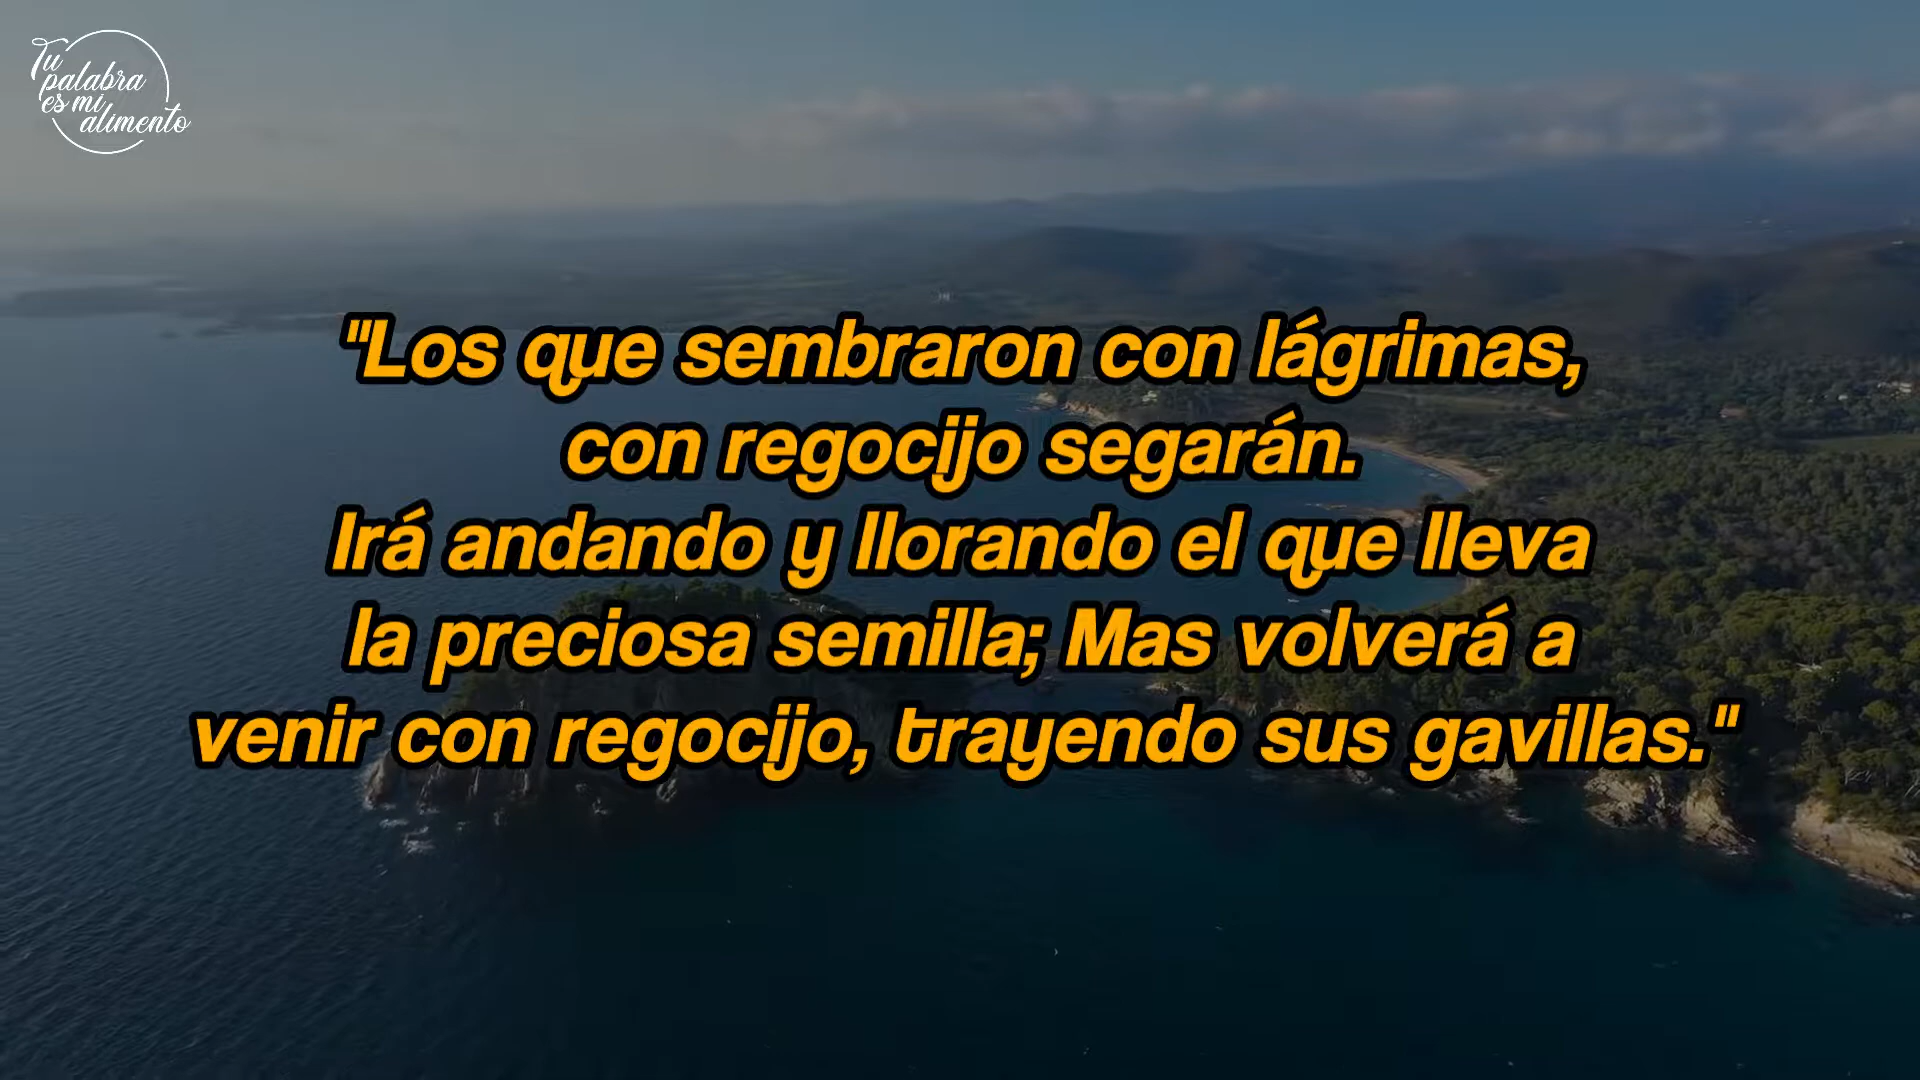 Tu
palabra
es mi
alimento
"Los que sembraron con lágrimas,
con regocijo segarán.
Irá andando y llorando el que lleva
la preciosa semilla; Mas volverá a
venir con regocijo, trayendo sus gavillas."